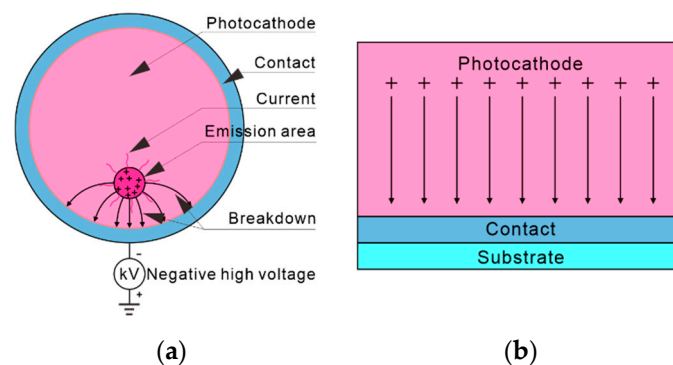 Photocathode
Contact
Current
Emission area
Breakdown
- 
kV Negative high voltage
+
(a)
Photocathode
+ + + + + + + + +
Contact
Substrate
(b)